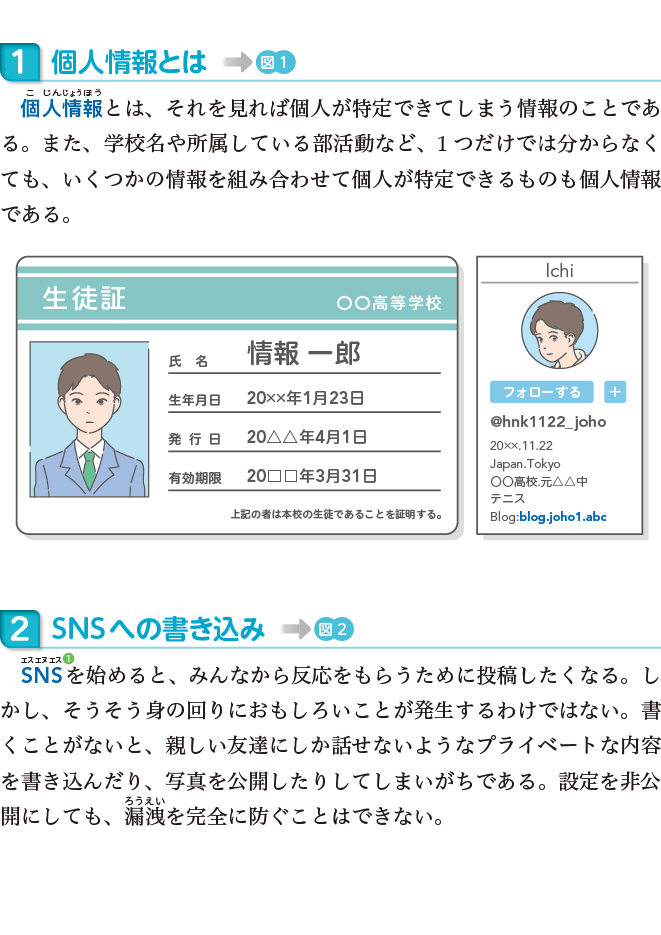 1 個人情報とは 図1
こ じんじょうほう
個人情報とは、それを見れば個人が特定できてしまう情報のことであ
る。また、学校名や所属している部活動など、1つだけでは分からなく
ても、いくつかの情報を組み合わせて個人が特定できるものも個人情報
である。
生徒証 〇〇高等学校
氏 名 情報 一郎
生年月日 20××年1月23日
発 行 日 20△△年4月1日
有効期限 20□□年3月31日
上記の者は本校の生徒であることを証明する。
Ichi
フォローする +
@hnk1122_joho
20××.11.22
Japan.Tokyo
〇〇高校.元△△中
テニス
Blog:blog.joho1.abc
2 SNSへの書き込み 図2
エスエヌエス
SNS①を始めると、みんなから反応をもらうために投稿したくなる。し
かし、そうそう身の回りにおもしろいことが発生するわけではない。書
くことがないと、親しい友達にしか話せないようなプライベートな内容
を書き込んだり、写真を公開したりしてしまいがちである。設定を非公
ろうえい
開にしても、漏洩を完全に防ぐことはできない。